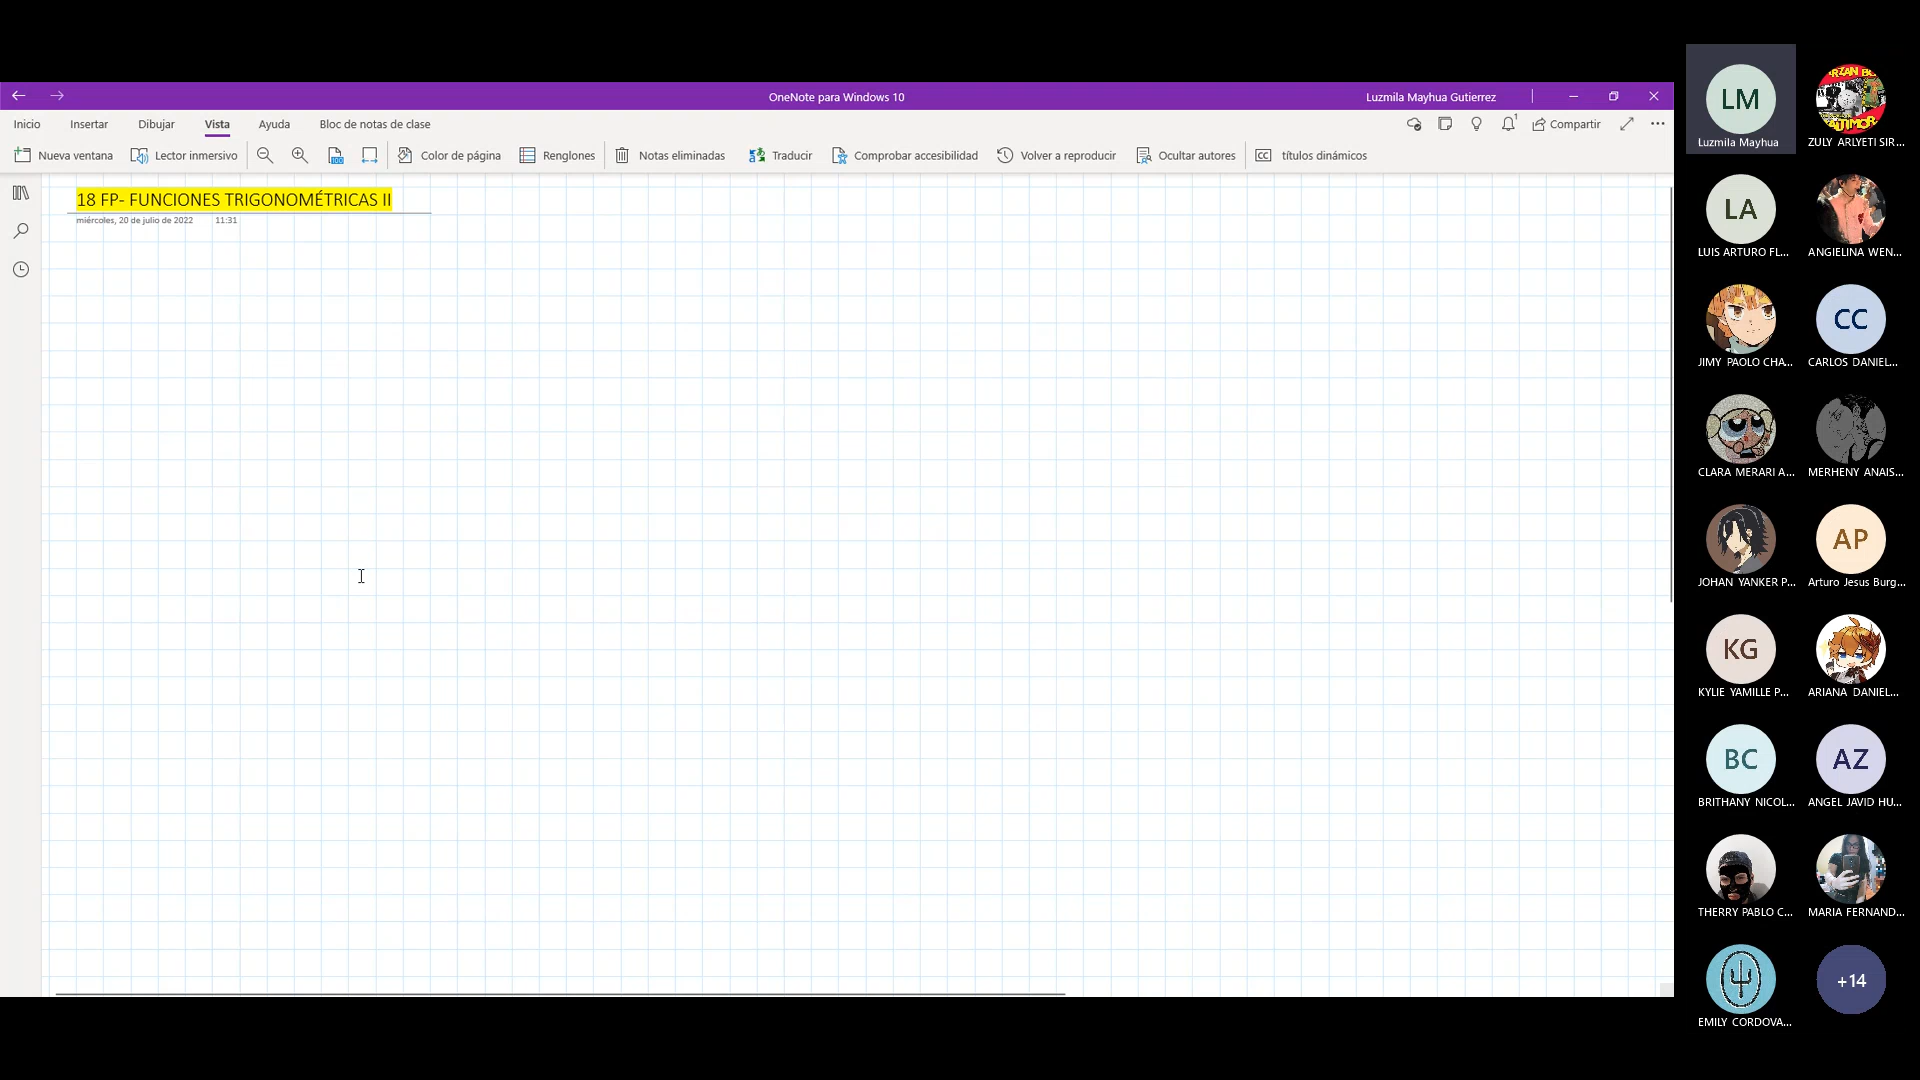 OneNote para Windows 10
Luzmila Mayhua Gutierrez
Inicio Insertar Dibujar Vista Ayuda Bloc de notas de clase
1 Compartir
Nueva ventana Lector inmersivo 100 Color de página Renglones Notas eliminadas Traducir Comprobar accesibilidad Volver a reproducir Ocultar autores CC títulos dinámicos
18 FP- FUNCIONES TRIGONOMÉTRICAS II
miércoles, 20 de julio de 2022 11:31
LM
Luzmila Mayhua
ZULY ARLYETI SIR...
LA
LUIS ARTURO FL...
ANGIELINA WEN...
JIMY PAOLO CHA...
CC
CARLOS DANIEL...
CLARA MERARI A...
MERHENY ANAIS...
JOHAN YANKER P...
AP
Arturo Jesus Burg...
KG
KYLIE YAMILLE P...
ARIANA DANIEL...
BC
BRITHANY NICOL...
AZ
ANGEL JAVID HU...
THERRY PABLO C...
MARIA FERNAND...
EMILY CORDOVA...
+14